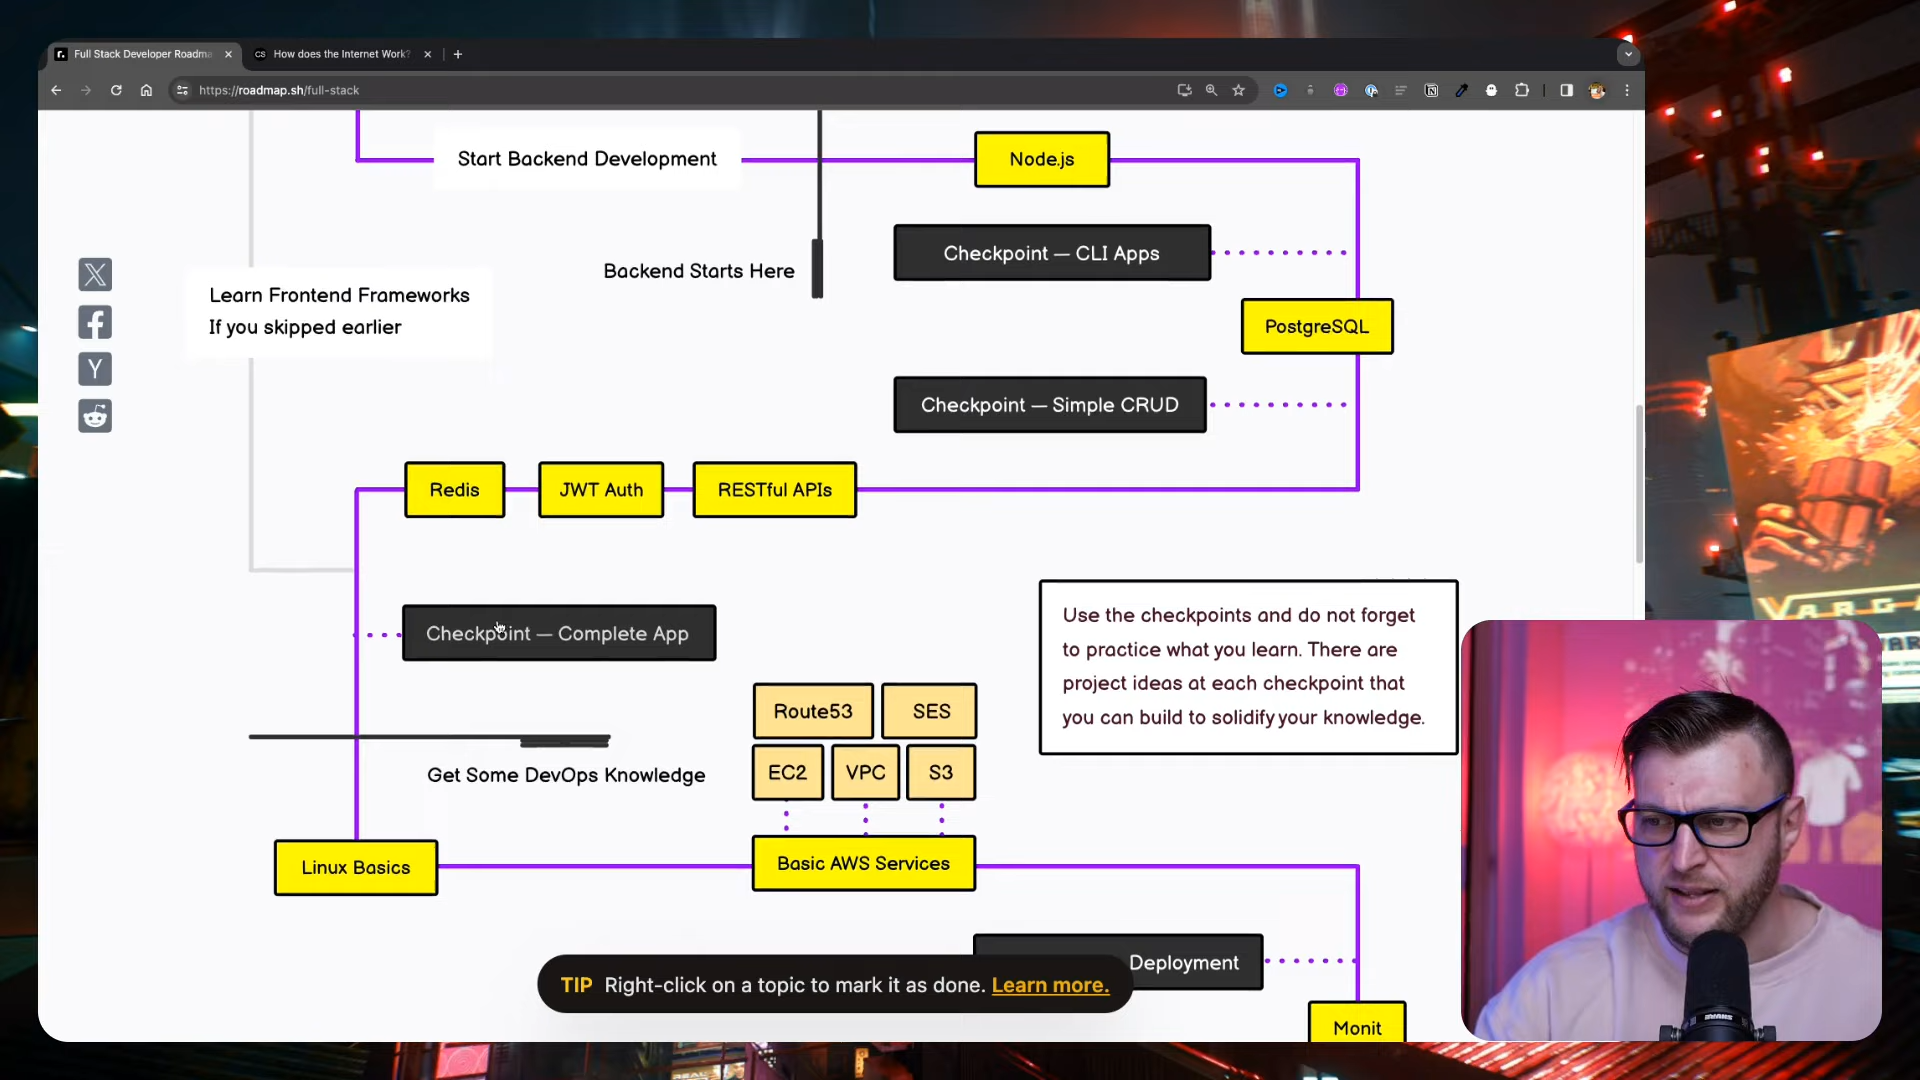 Full Stack Developer Roadma
How does the Internet Work?
https://roadmap.sh/full-stack
Start Backend Development
Node.js
Checkpoint — CLI Apps
Backend Starts Here
Learn Frontend Frameworks
If you skipped earlier
PostgreSQL
Checkpoint — Simple CRUD
Redis
JWT Auth
RESTful APIs
Checkpoint — Complete App
Use the checkpoints and do not forget
to practice what you learn. There are
project ideas at each checkpoint that
you can build to solidify your knowledge.
Route53
SES
EC2
VPC
S3
Get Some DevOps Knowledge
Linux Basics
Basic AWS Services
Deployment
TIP Right-click on a topic to mark it as done. Learn more.
Monit
VARG